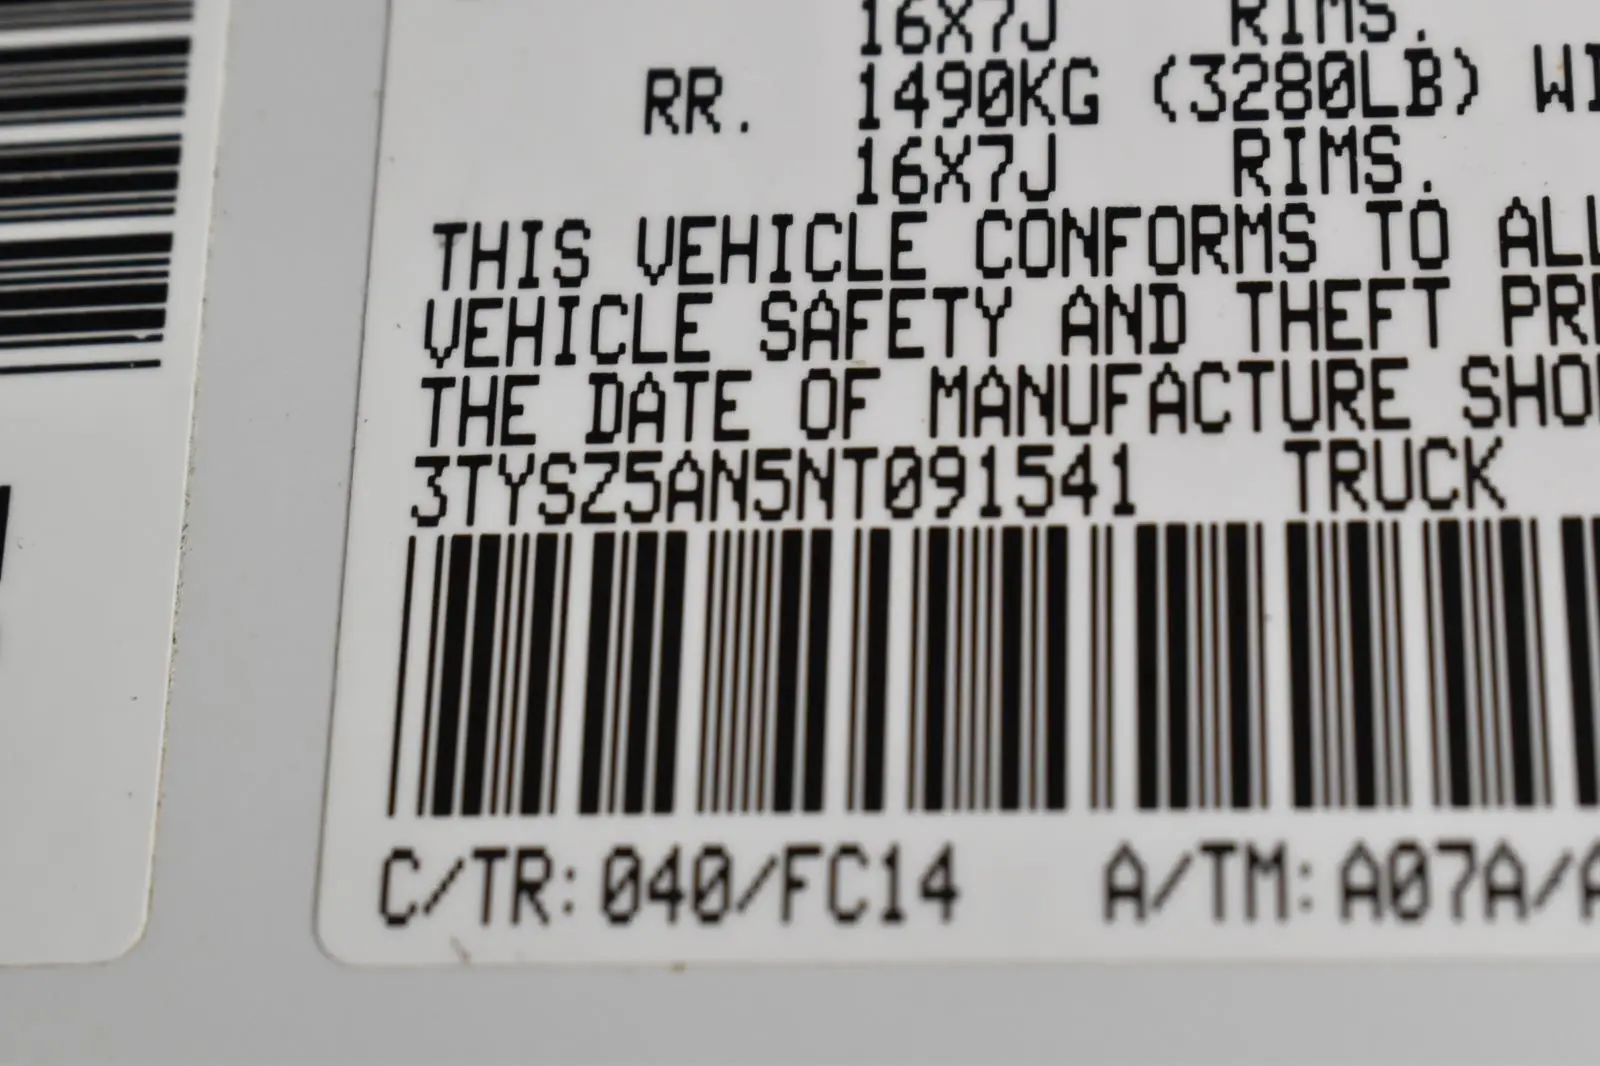 16X7J RIMS.
RR. 1490KG (3280LB) WI
16X7J RIMS.
THIS VEHICLE CONFORMS TO ALL
VEHICLE SAFETY AND THEFT PRE
THE DATE OF MANUFACTURE SHO
3TYSZ5AN5NT091541 TRUCK
C/TR: 040/FC14 A/TM: A07A/A